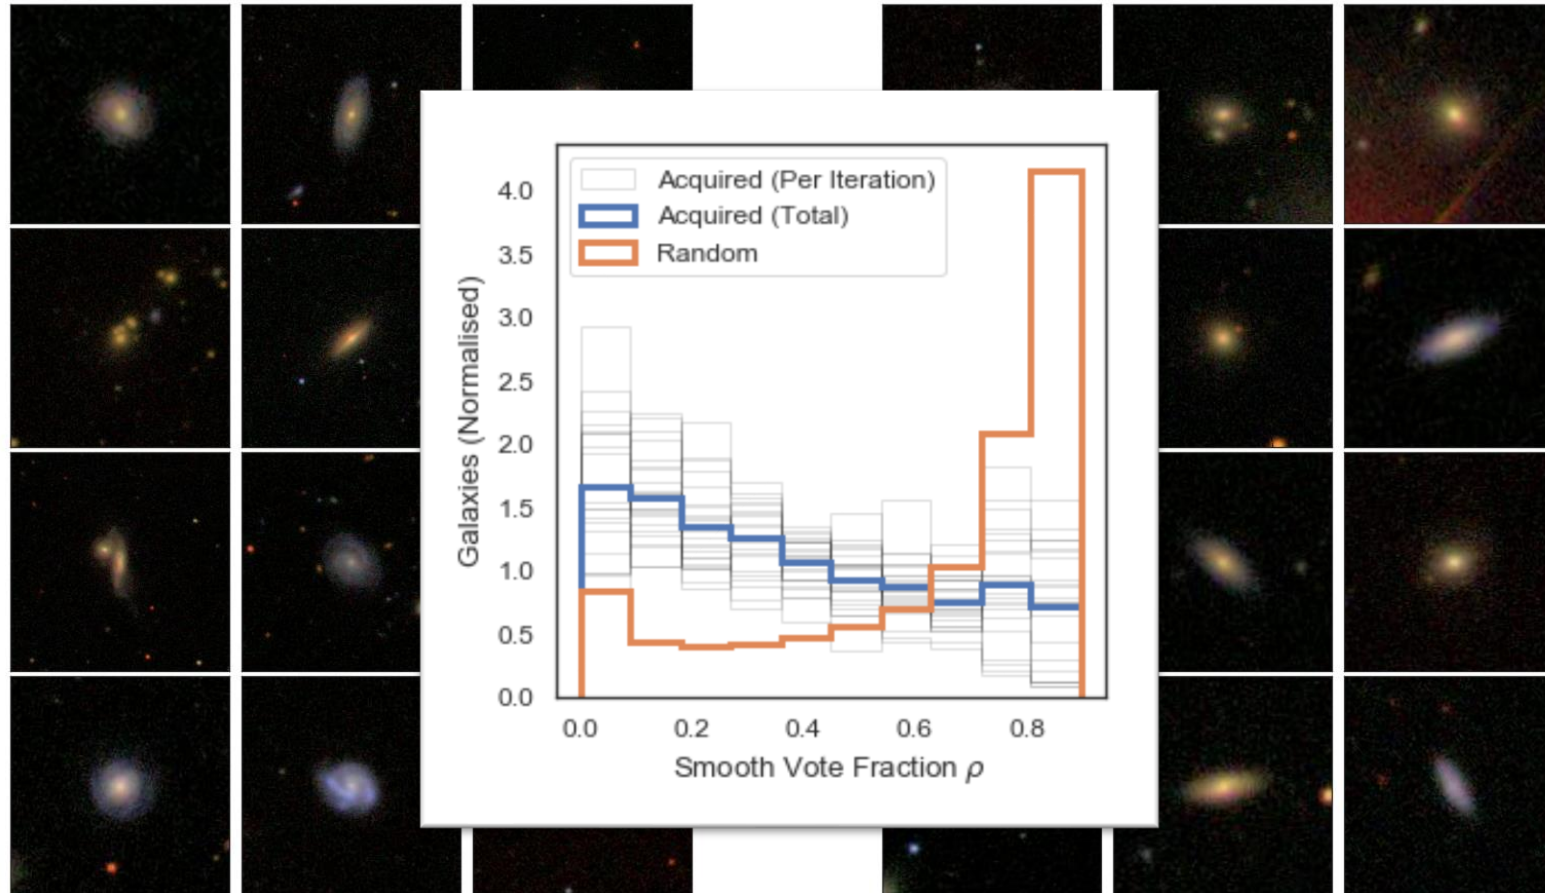 Acquired (Per Iteration)
Acquired (Total)
Random
Galaxies (Normalised)
4.0
3.5
3.0
2.5
2.0
1.5
1.0
0.5
0.0
0.0 0.2 0.4 0.6 0.8
Smooth Vote Fraction ρ